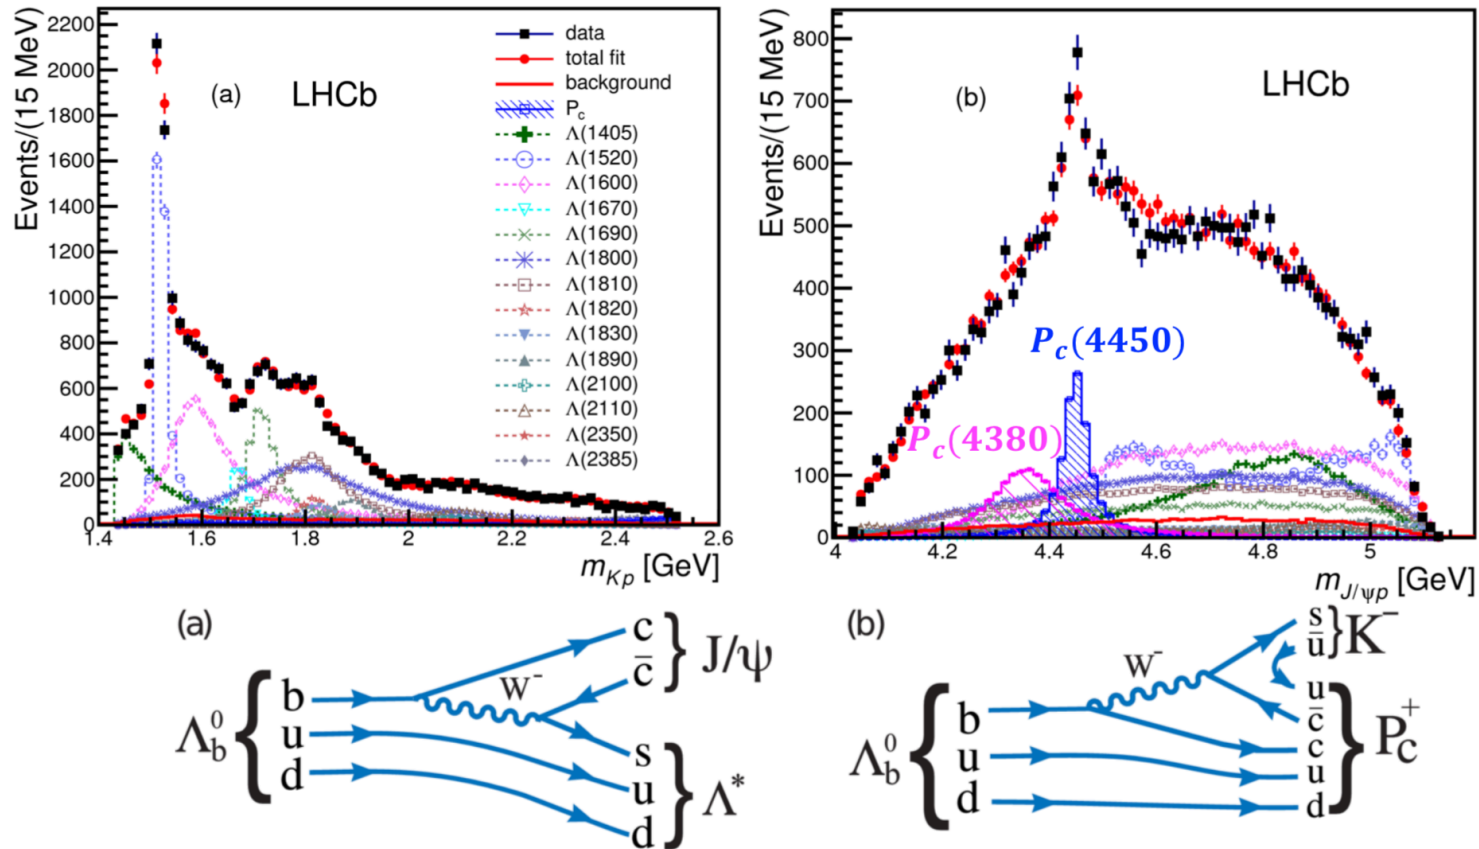 2200
2000
1800
1600
1400
1200
1000
800
600
400
200
0
Events/(15 MeV)
(a)
LHCb
data
total fit
background
P_c
Λ(1405)
Λ(1520)
Λ(1600)
Λ(1670)
Λ(1690)
Λ(1800)
Λ(1810)
Λ(1820)
Λ(1830)
Λ(1890)
Λ(2100)
Λ(2110)
Λ(2350)
Λ(2385)
1.4 1.6 1.8 2 2.2 2.4 2.6
m_Kp [GeV]
800
700
600
500
400
300
200
100
0
Events/(15 MeV)
(b)
LHCb
P_c(4450)
P_c(4380)
4 4.2 4.4 4.6 4.8 5
m_J/ψp [GeV]
(a)
Λ_b^0 { b u d
W^-
c c̄ } J/ψ
s u d } Λ^*
(b)
Λ_b^0 { b u d
W^-
s ū } K^-
u c̄ c u d } P_c^+